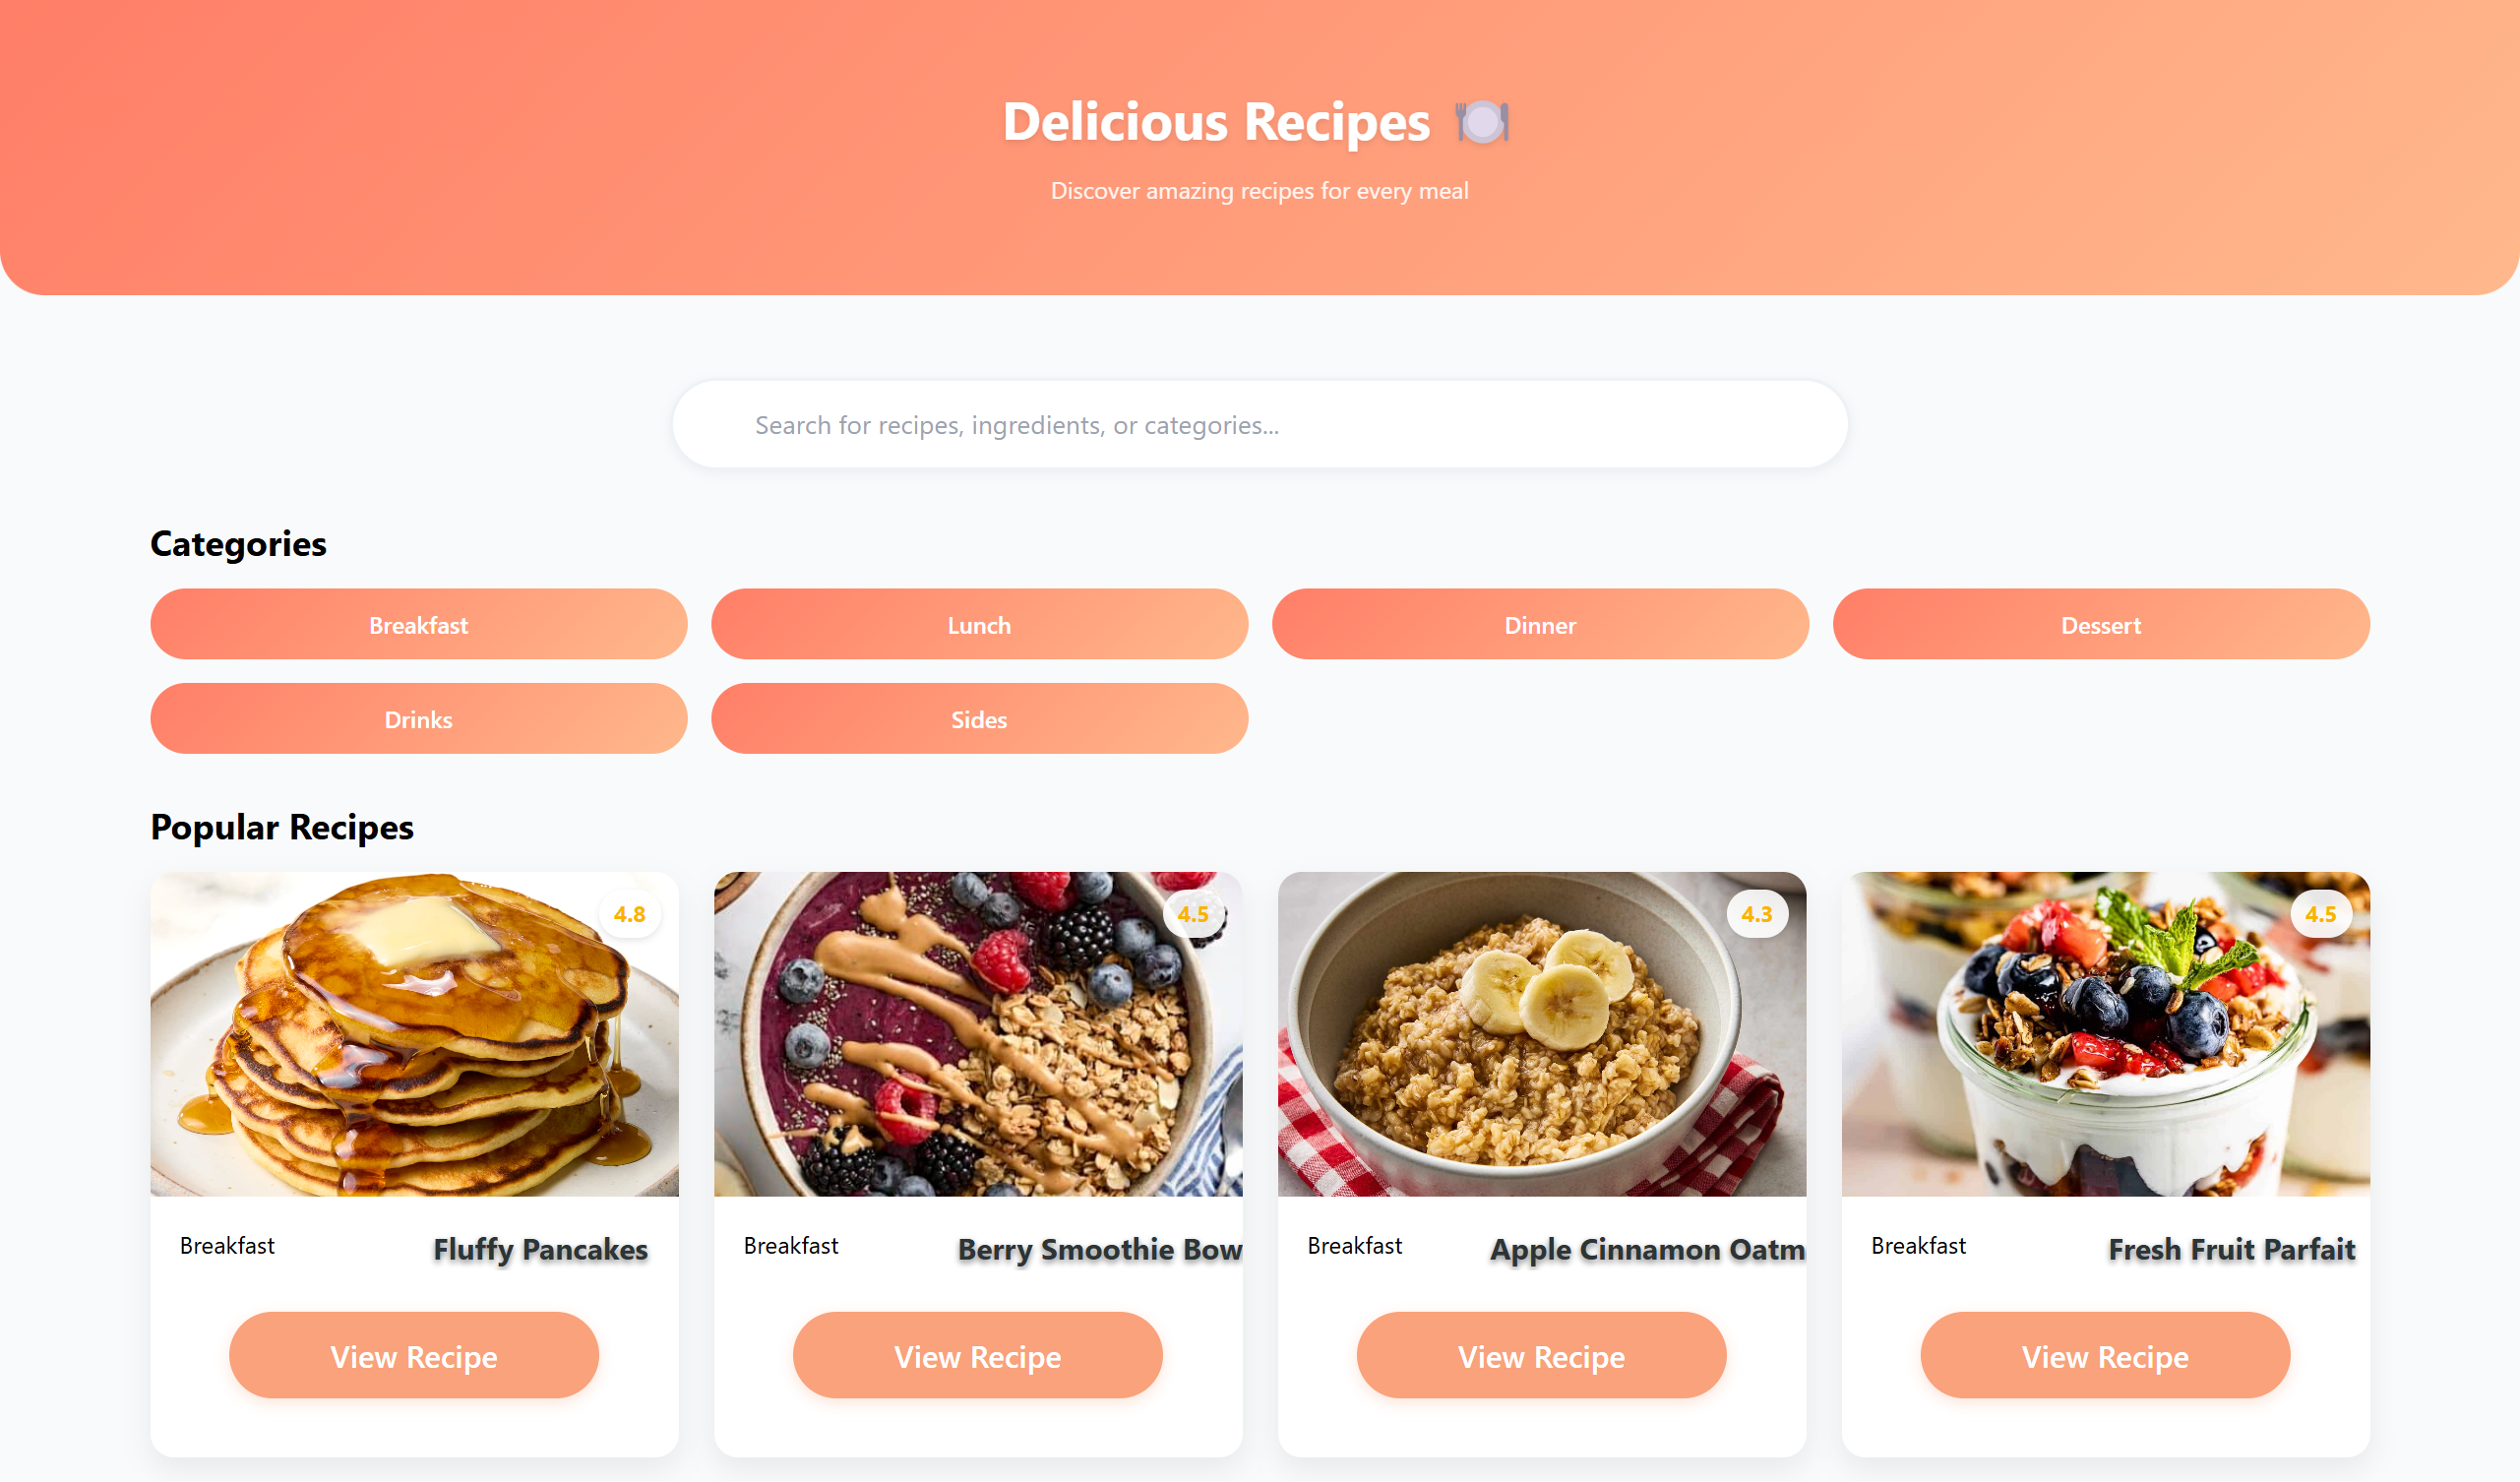 Delicious Recipes 🍽️
Discover amazing recipes for every meal
Search for recipes, ingredients, or categories...
Categories
Breakfast
Lunch
Dinner
Dessert
Drinks
Sides
Popular Recipes
4.8
4.5
4.3
4.5
Breakfast
Fluffy Pancakes
Breakfast
Berry Smoothie Bow
Breakfast
Apple Cinnamon Oatm
Breakfast
Fresh Fruit Parfait
View Recipe
View Recipe
View Recipe
View Recipe